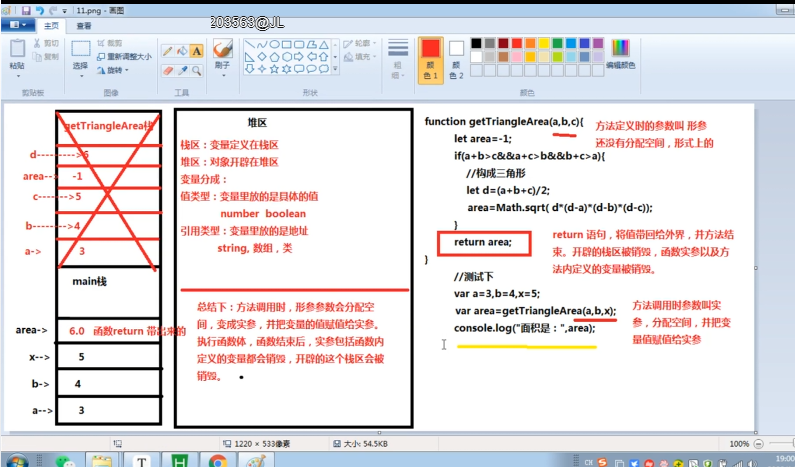 11.png - 画图
203563@JL
主页 查看
粘贴
剪切
复制
剪贴板
选择
裁剪
重新调整大小
旋转
图像
A
工具
刷子
形状
轮廓
填充
粗
细
颜
色 1
颜
色 2
颜色
编辑颜色
getTriangleArea栈
d-------->6
area--> -1
c------->5
b------>4
a-> 3
main栈
area-> 6.0 函数return 带出来的
x--> 5
b-> 4
a--> 3
堆区
栈区：变量定义在栈区
堆区：对象开辟在堆区
变量分成：
值类型：变量里放的是具体的值
number boolean
引用类型：变量里放的是地址
string, 数组，类
总结下：方法调用时，形参参数会分配空
间，变成实参，并把变量的值赋值给实参。
执行函数体，函数结束后，实参包括函数内
定义的变量都会销毁，开辟的这个栈区会被
销毁。
function getTriangleArea(a,b,c){
let area=-1;
if(a+b>c&&a+c>b&&b+c>a){
//构成三角形
let d=(a+b+c)/2;
area=Math.sqrt( d*(d-a)*(d-b)*(d-c));
}
return area;
}
//测试下
var a=3,b=4,x=5;
var area=getTriangleArea(a,b,x);
console.log("面积是：",area);
方法定义时的参数叫 形参
还没有分配空间，形式上的
return 语句，将值带回给外界，并方法结
束。开辟的栈区被销毁，函数实参以及方
法内定义的变量被销毁。
方法调用时参数叫实
参，分配空间，并把变
量值赋值给实参
1220 × 533像素
大小: 54.5KB
100%
T
H
CH
S
19:00